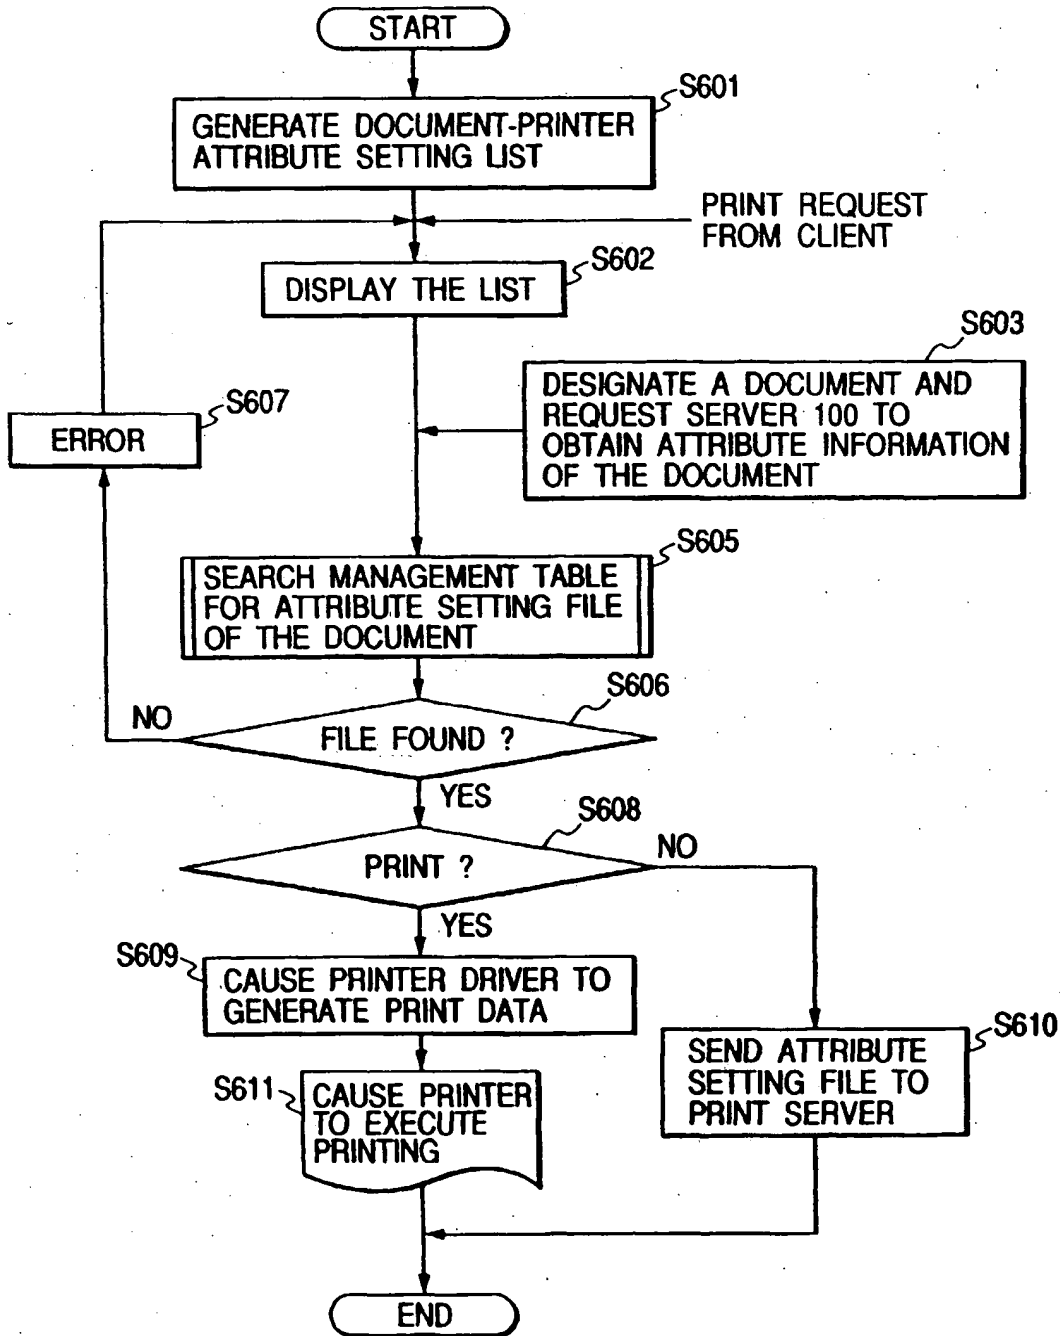 START
S601
GENERATE DOCUMENT-PRINTER
ATTRIBUTE SETTING LIST
PRINT REQUEST
FROM CLIENT
S602
DISPLAY THE LIST
S603
DESIGNATE A DOCUMENT AND
REQUEST SERVER 100 TO
OBTAIN ATTRIBUTE INFORMATION
OF THE DOCUMENT
S607
ERROR
S605
SEARCH MANAGEMENT TABLE
FOR ATTRIBUTE SETTING FILE
OF THE DOCUMENT
S606
NO
FILE FOUND ?
YES
S608
PRINT ?
NO
YES
S609
CAUSE PRINTER DRIVER TO
GENERATE PRINT DATA
S610
SEND ATTRIBUTE
SETTING FILE TO
PRINT SERVER
S611
CAUSE PRINTER
TO EXECUTE
PRINTING
END